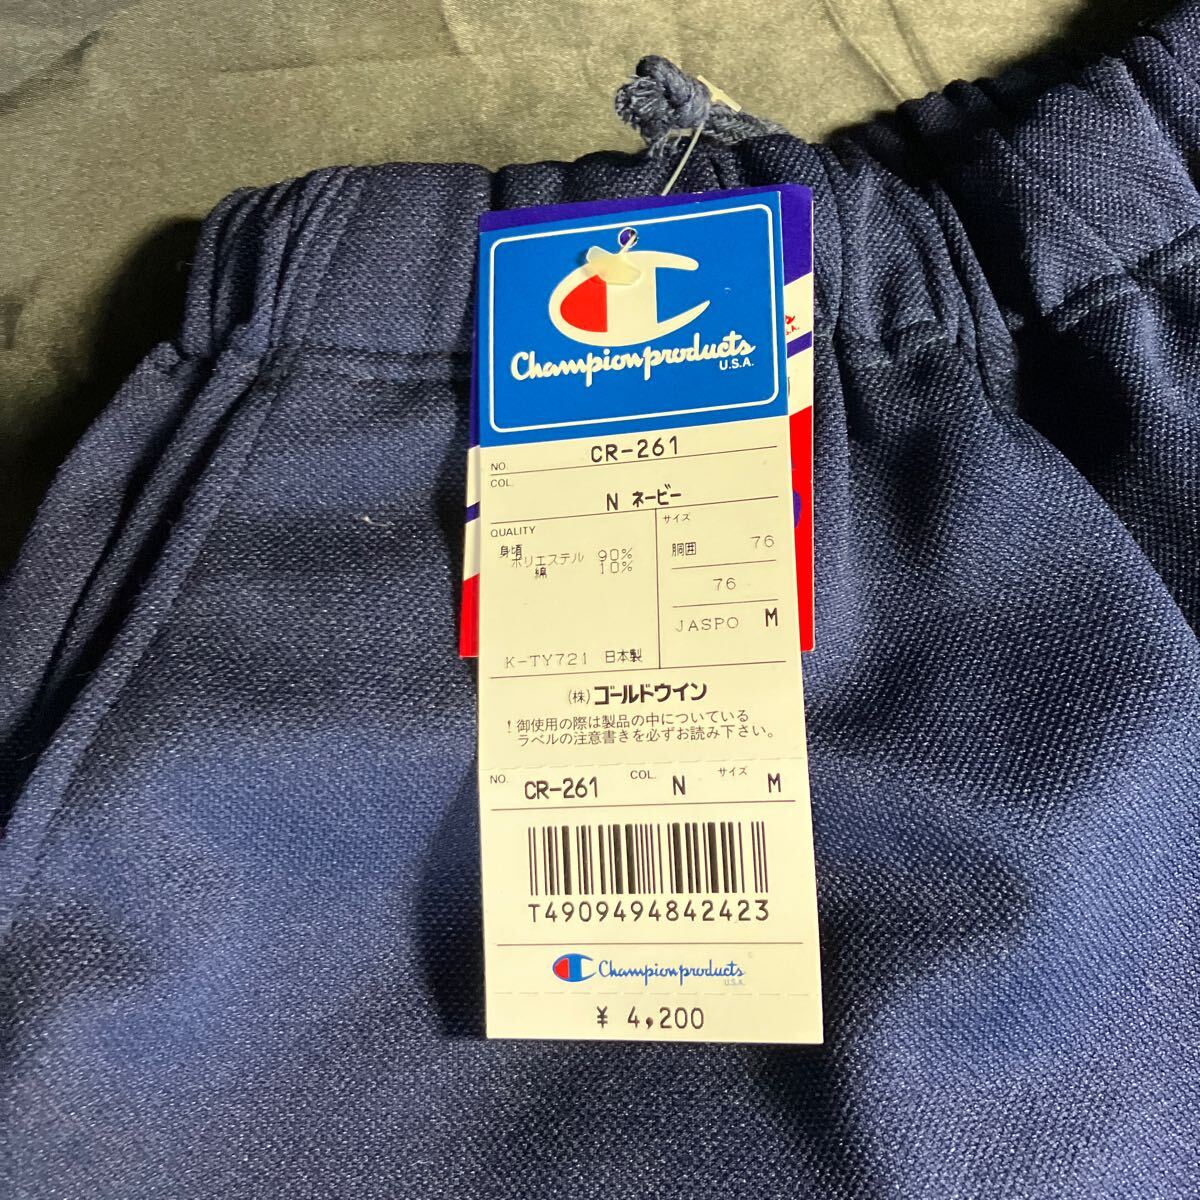 Championproducts
U.S.A.
NO. CR-261
COL.
N ネービー
QUALITY
身頃
ポリエステル 90%
綿 10%
K-TY721 日本製
サイズ
胴囲 76
76
JASPO M
(株)ゴールドウイン
!御使用の際は製品の中についている
ラベルの注意書きを必ずお読み下さい。
NO. CR-261 COL. N サイズ M
T4909494842423
Championproducts
U.S.A.
¥ 4,200